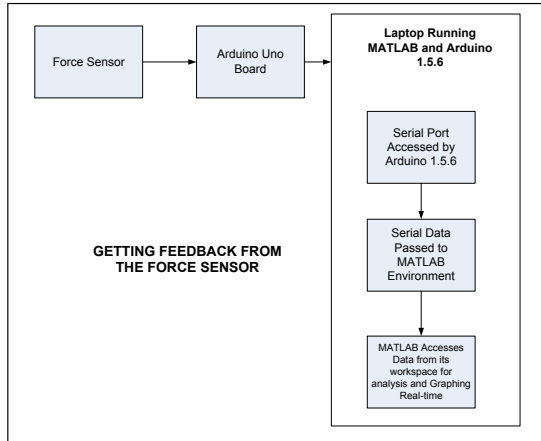 Force Sensor
Arduino Uno
Board
Laptop Running
MATLAB and Arduino
1.5.6
Serial Port
Accessed by
Arduino 1.5.6
Serial Data
Passed to
MATLAB
Environment
GETTING FEEDBACK FROM
THE FORCE SENSOR
MATLAB Accesses
Data from its
workspace for
analysis and Graphing
Real-time